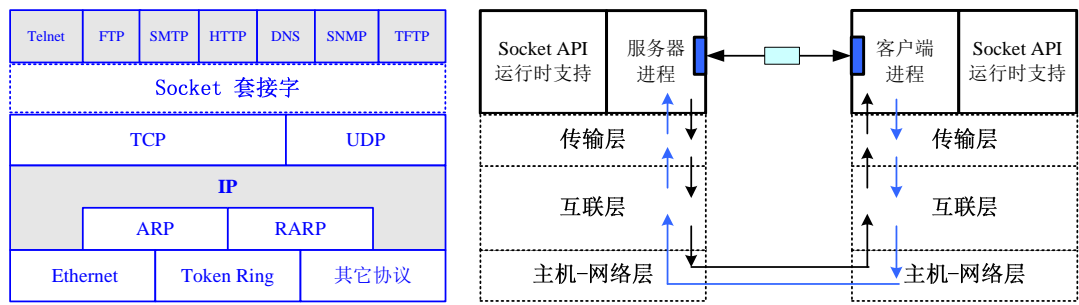 Telnet FTP SMTP HTTP DNS SNMP TFTP
Socket 套接字
TCP UDP
IP
ARP RARP
Ethernet Token Ring 其它协议
Socket API 服务器 客户端 Socket API
运行时支持 进程 进程 运行时支持
传输层 传输层
互联层 互联层
主机-网络层 主机-网络层